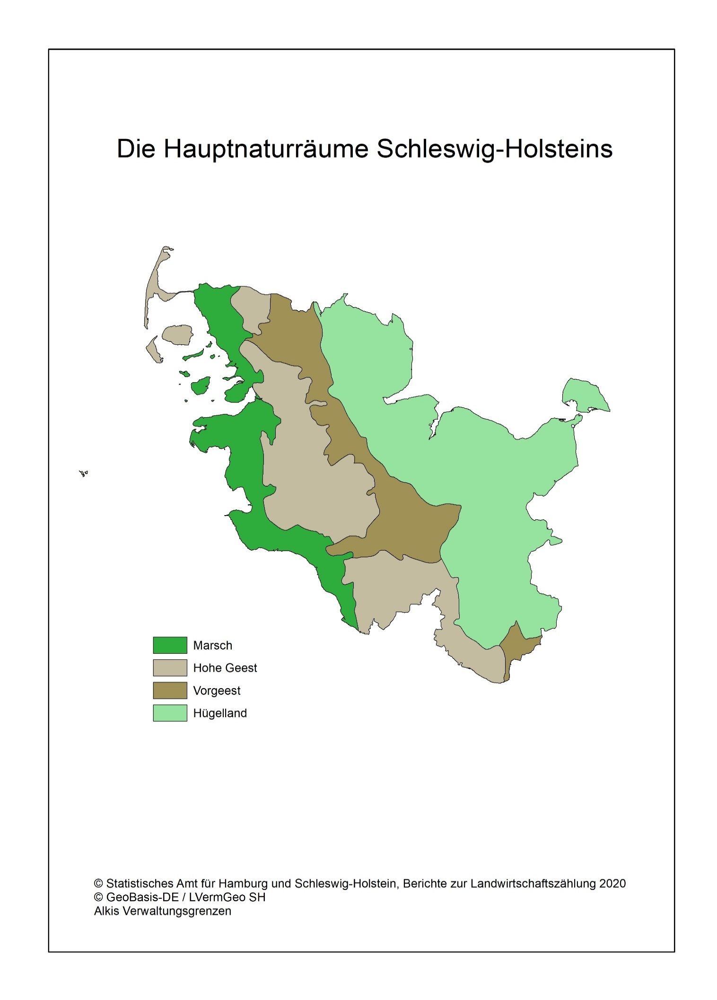 Die Hauptnaturräume Schleswig-Holsteins
Marsch
Hohe Geest
Vorgeest
Hügelland
© Statistisches Amt für Hamburg und Schleswig-Holstein, Berichte zur Landwirtschaftszählung 2020
© GeoBasis-DE / LVermGeo SH
Alkis Verwaltungsgrenzen